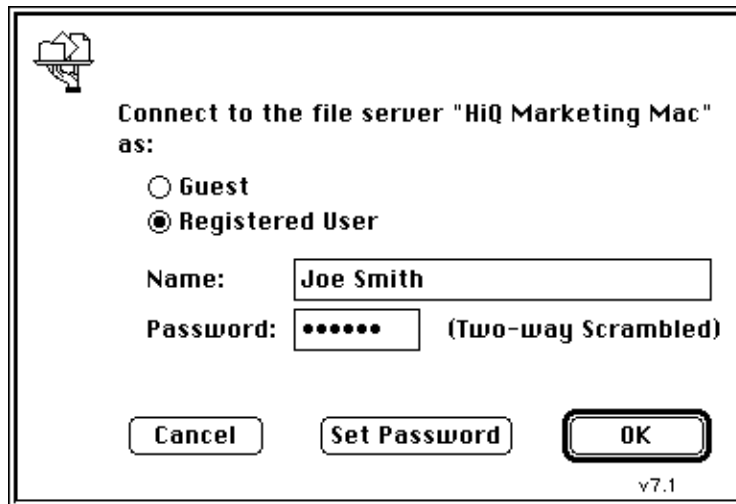 Connect to the file server "HiQ Marketing Mac"
as:
Guest
Registered User
Name: Joe Smith
Password: •••••• (Two-way Scrambled)
Cancel Set Password OK
v7.1